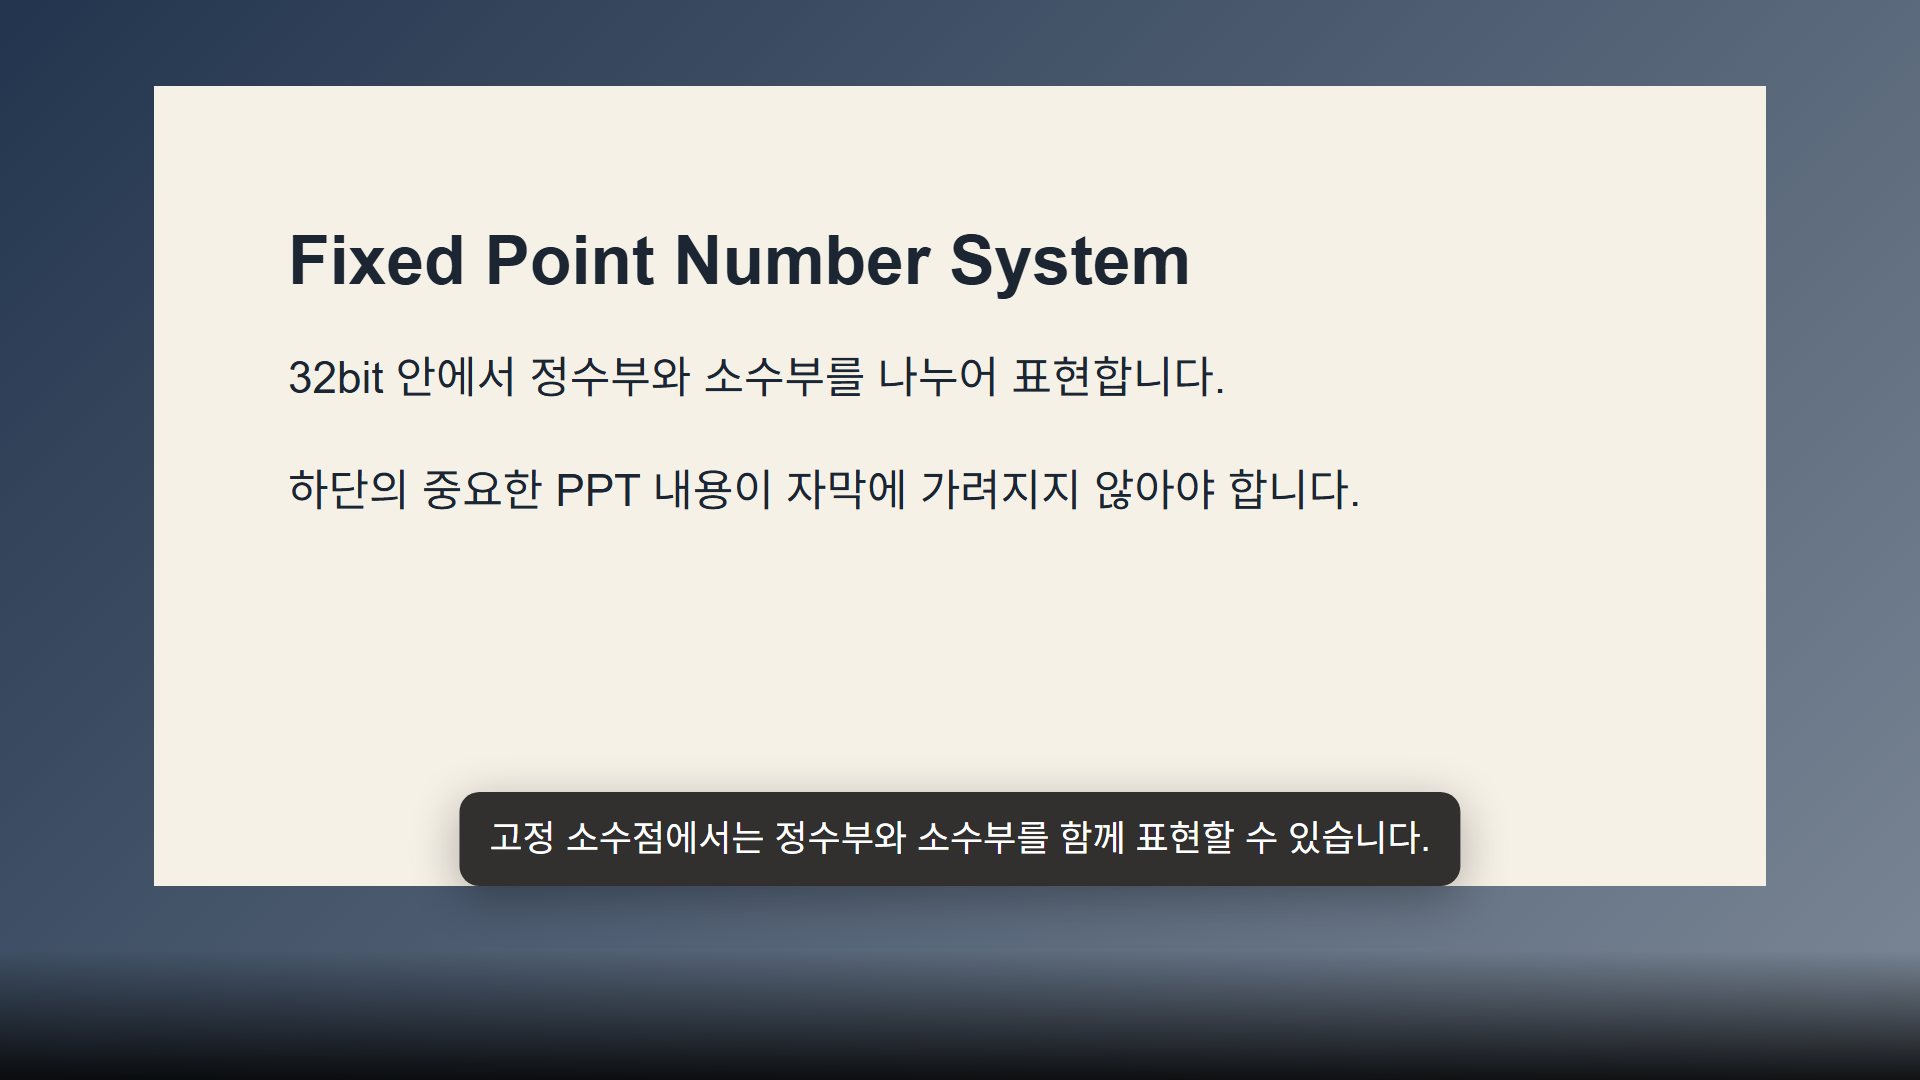 Fixed Point Number System
32bit 안에서 정수부와 소수부를 나누어 표현합니다.
하단의 중요한 PPT 내용이 자막에 가려지지 않아야 합니다.
고정 소수점에서는 정수부와 소수부를 함께 표현할 수 있습니다.